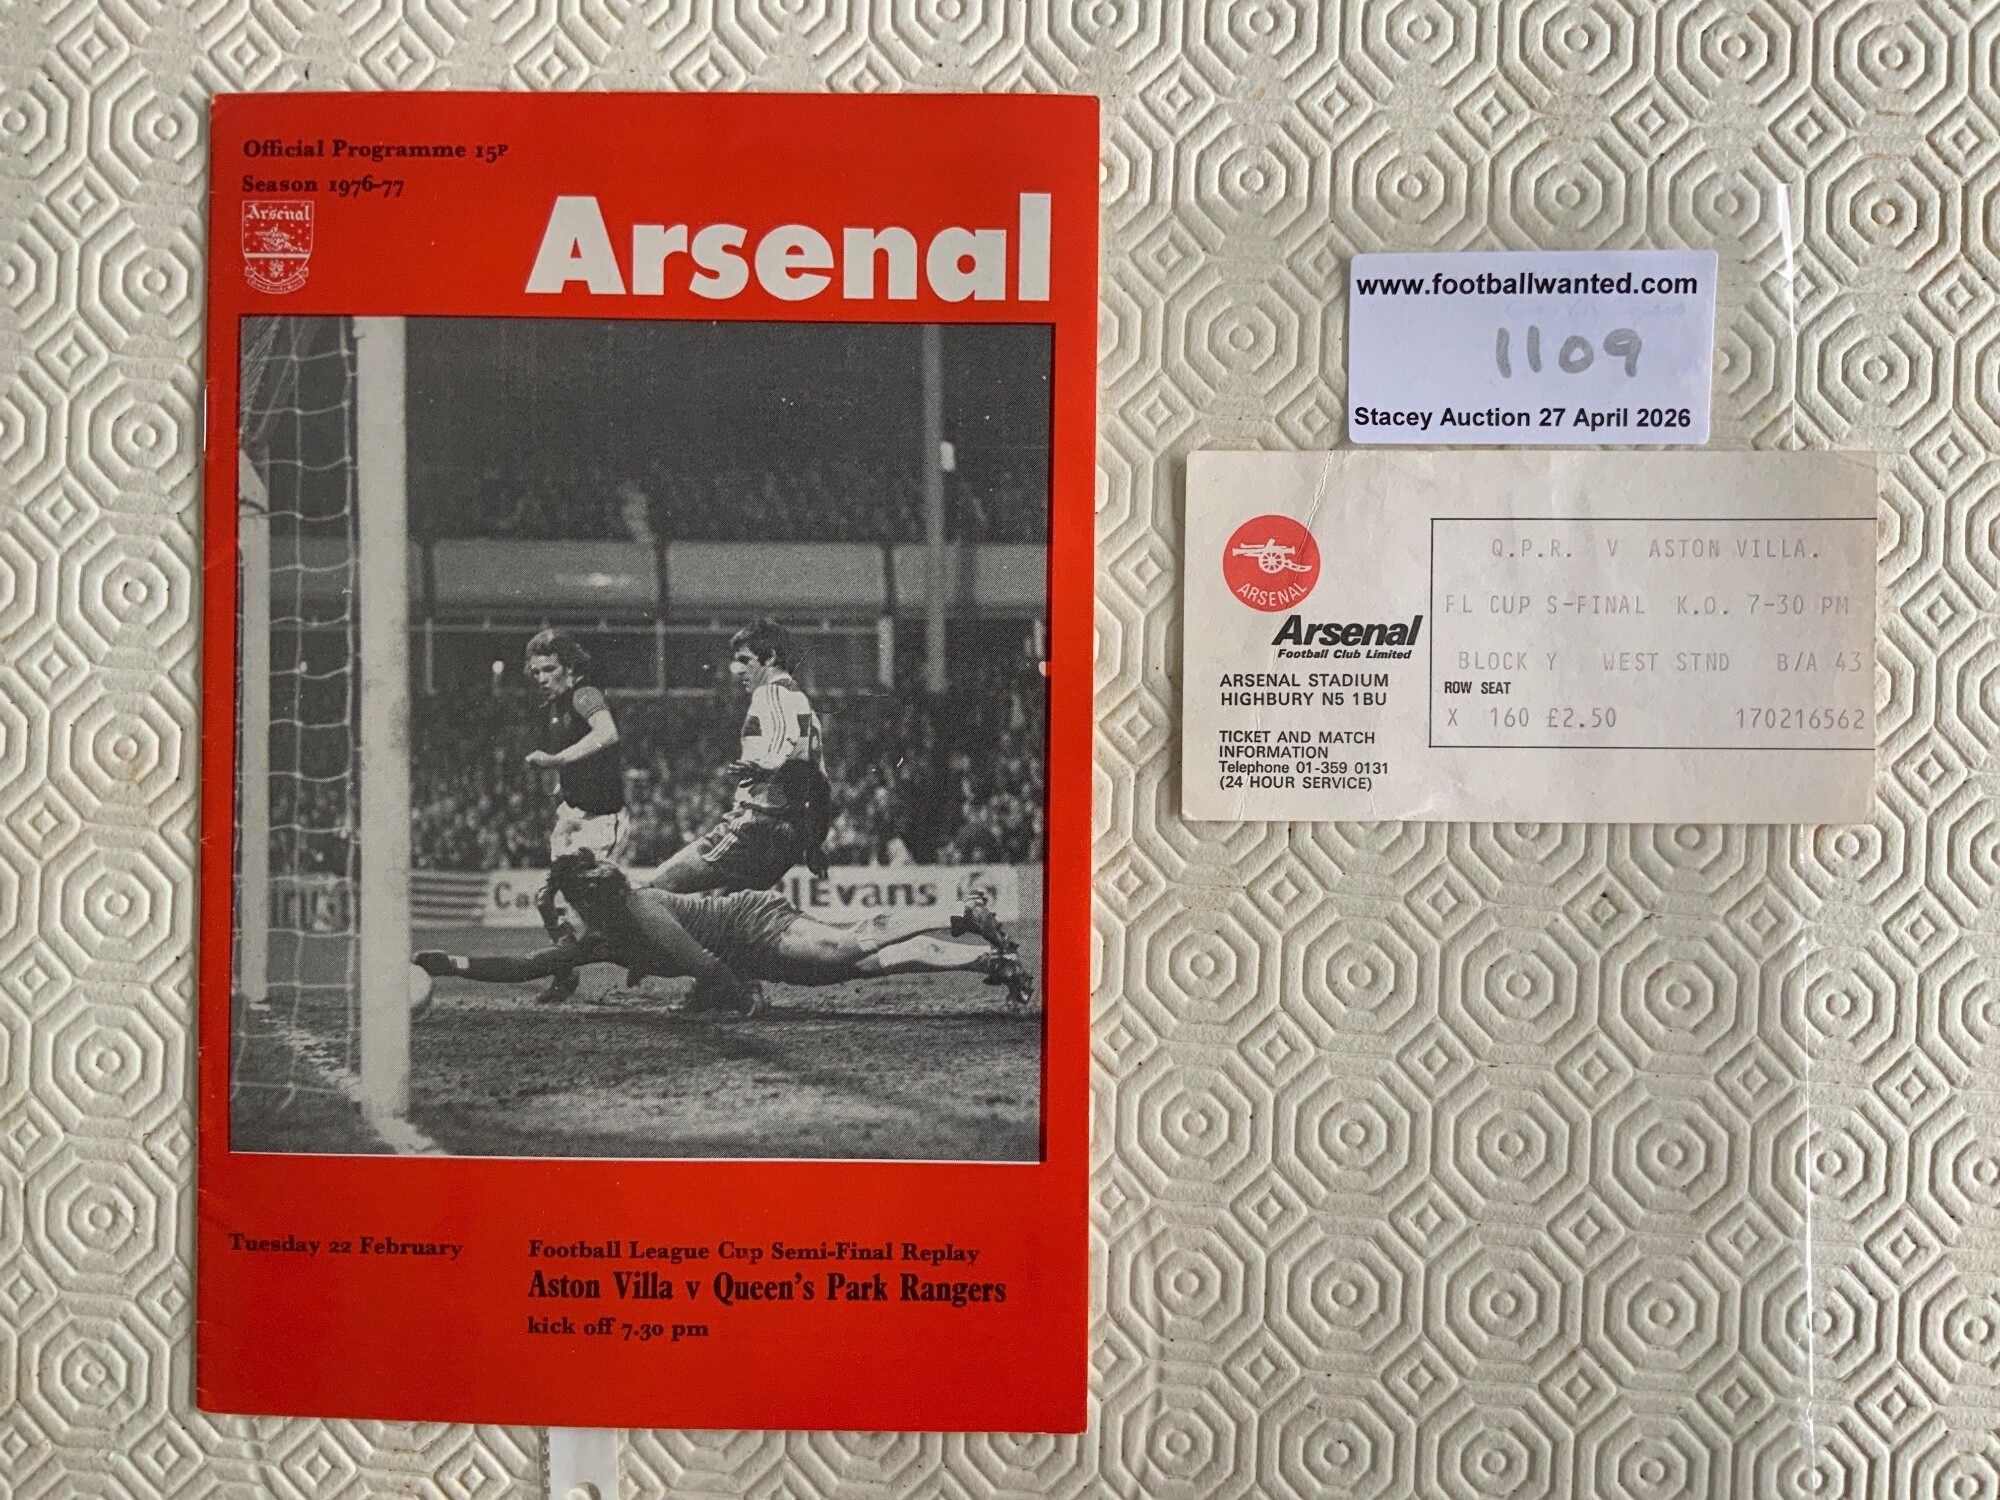 Official Programme 15P
Season 1976-77
Arsenal
Arsenal
Evans
Tuesday 22 February
Football League Cup Semi-Final Replay
Aston Villa v Queen's Park Rangers
kick off 7.30 pm
www.footballwanted.com
1109
Stacey Auction 27 April 2026
ARSENAL
Arsenal
Football Club Limited
ARSENAL STADIUM
HIGHBURY N5 1BU
TICKET AND MATCH
INFORMATION
Telephone 01-359 0131
(24 HOUR SERVICE)
Q.P.R. V ASTON VILLA.
FL CUP S-FINAL K.O. 7-30 PM
BLOCK Y WEST STND B/A 43
ROW SEAT
X 160 £2.50 170216562